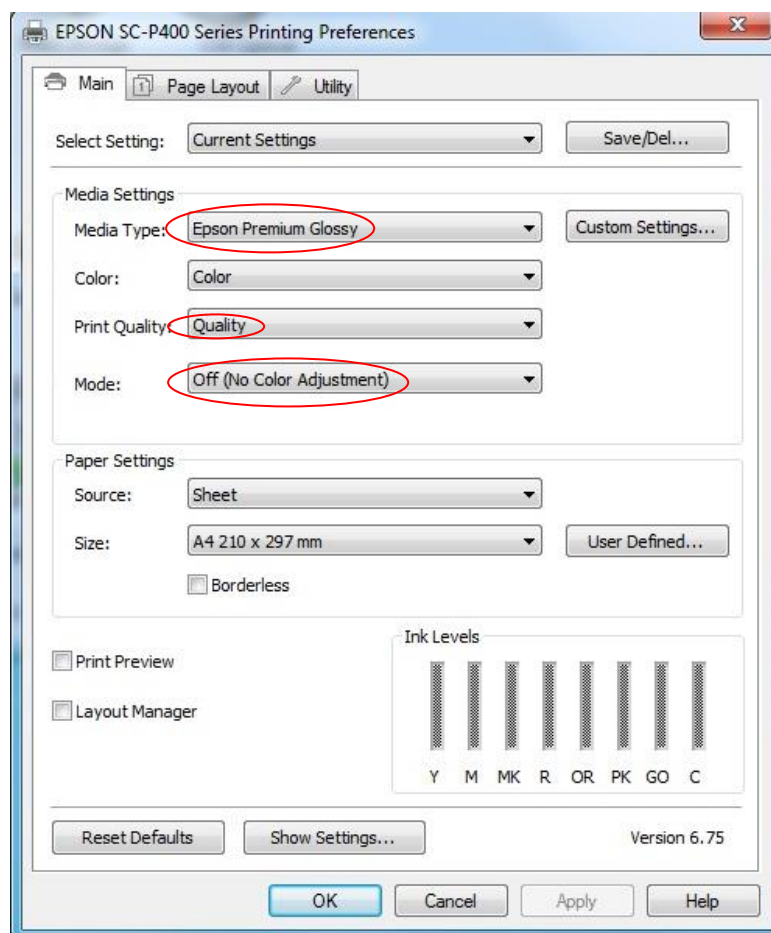 EPSON SC-P400 Series Printing Preferences
Main
1
Page Layout
Utility
Select Setting: Current Settings Save/Del...
Media Settings
Media Type: Epson Premium Glossy Custom Settings...
Color: Color
Print Quality: Quality
Mode: Off (No Color Adjustment)
Paper Settings
Source: Sheet
Size: A4 210 x 297 mm User Defined...
Borderless
Ink Levels
Print Preview
Layout Manager
Y M MK R OR PK GO C
Reset Defaults Show Settings... Version 6.75
OK Cancel Apply Help